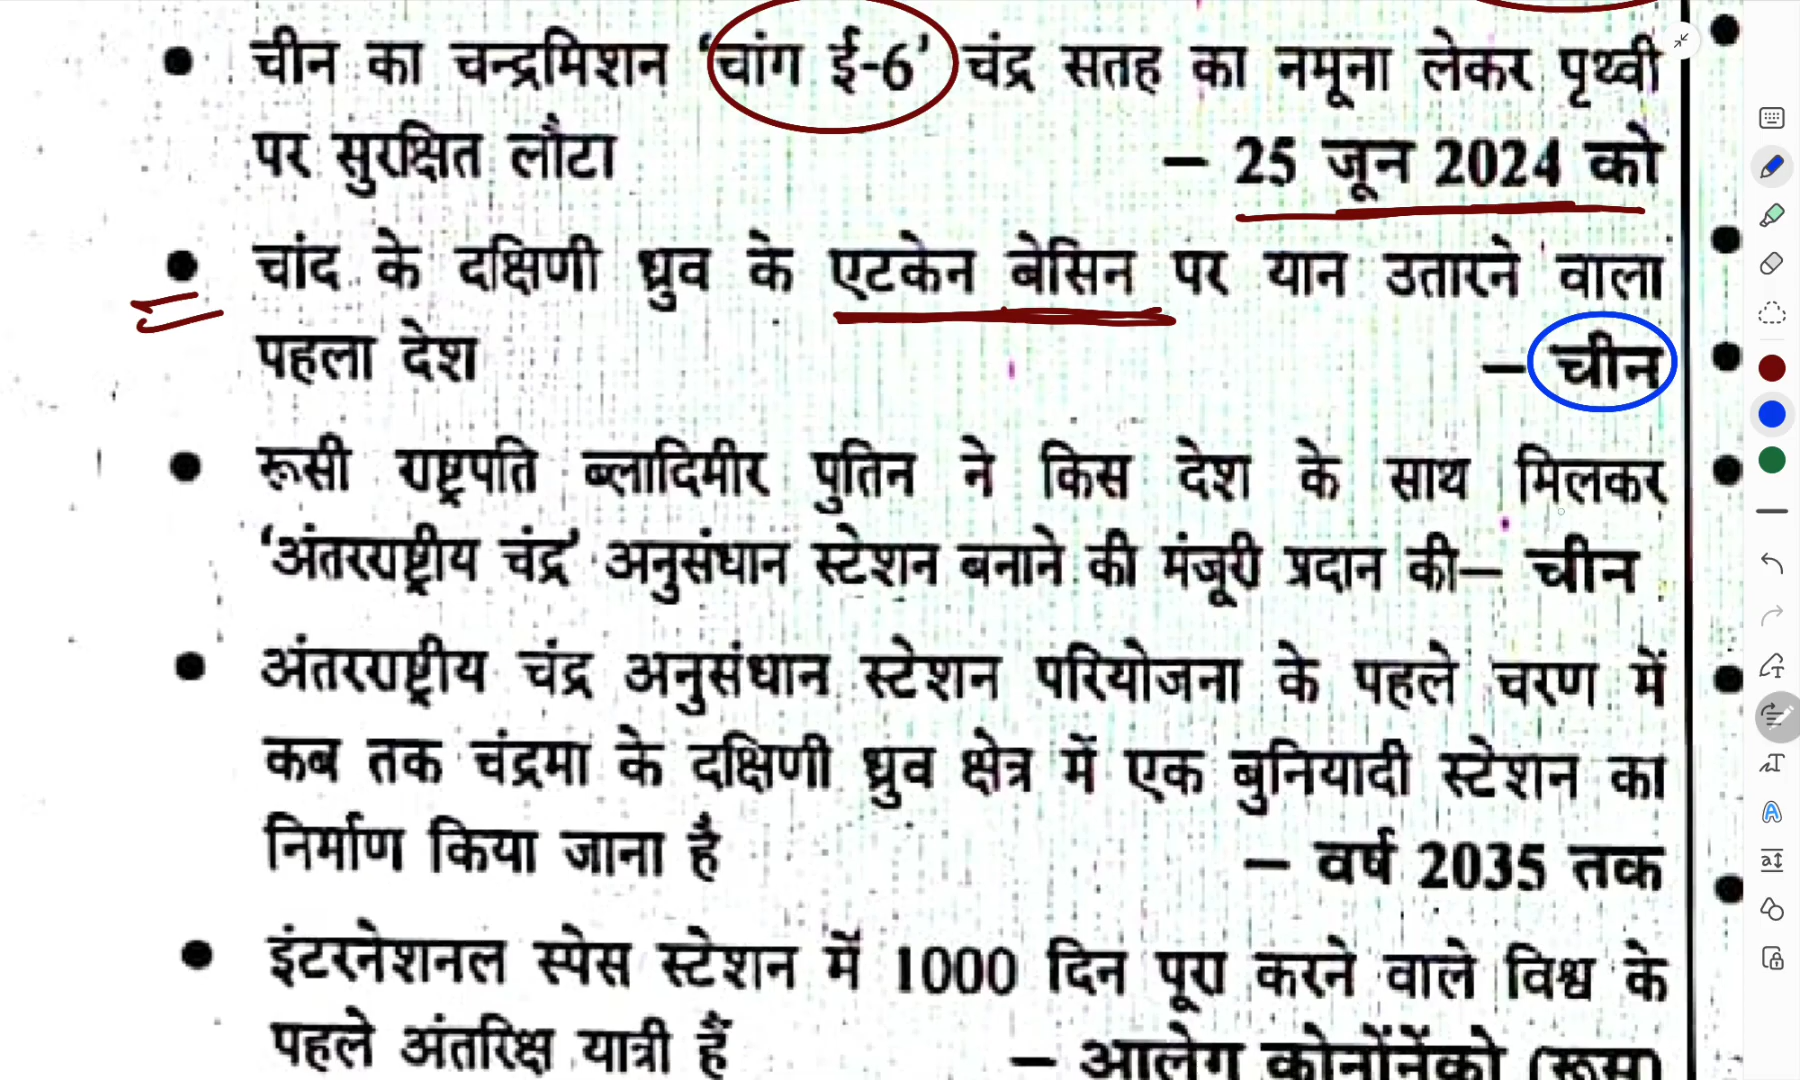 • चीन का चन्द्रमिशन ‘चांग ई-6’ चंद्र सतह का नमूना लेकर पृथ्वी
पर सुरक्षित लौटा – 25 जून 2024 को
• चांद के दक्षिणी ध्रुव के एटकेन बेसिन पर यान उतारने वाला
पहला देश – चीन
• रूसी राष्ट्रपति ब्लादिमीर पुतिन ने किस देश के साथ मिलकर
‘अंतरराष्ट्रीय चंद्र’ अनुसंधान स्टेशन बनाने की मंजूरी प्रदान की– चीन
• अंतरराष्ट्रीय चंद्र अनुसंधान स्टेशन परियोजना के पहले चरण में
कब तक चंद्रमा के दक्षिणी ध्रुव क्षेत्र में एक बुनियादी स्टेशन का
निर्माण किया जाना है – वर्ष 2035 तक
• इंटरनेशनल स्पेस स्टेशन में 1000 दिन पूरा करने वाले विश्व के
पहले अंतरिक्ष यात्री हैं – आलेग कोनोंनेंको (रूस)